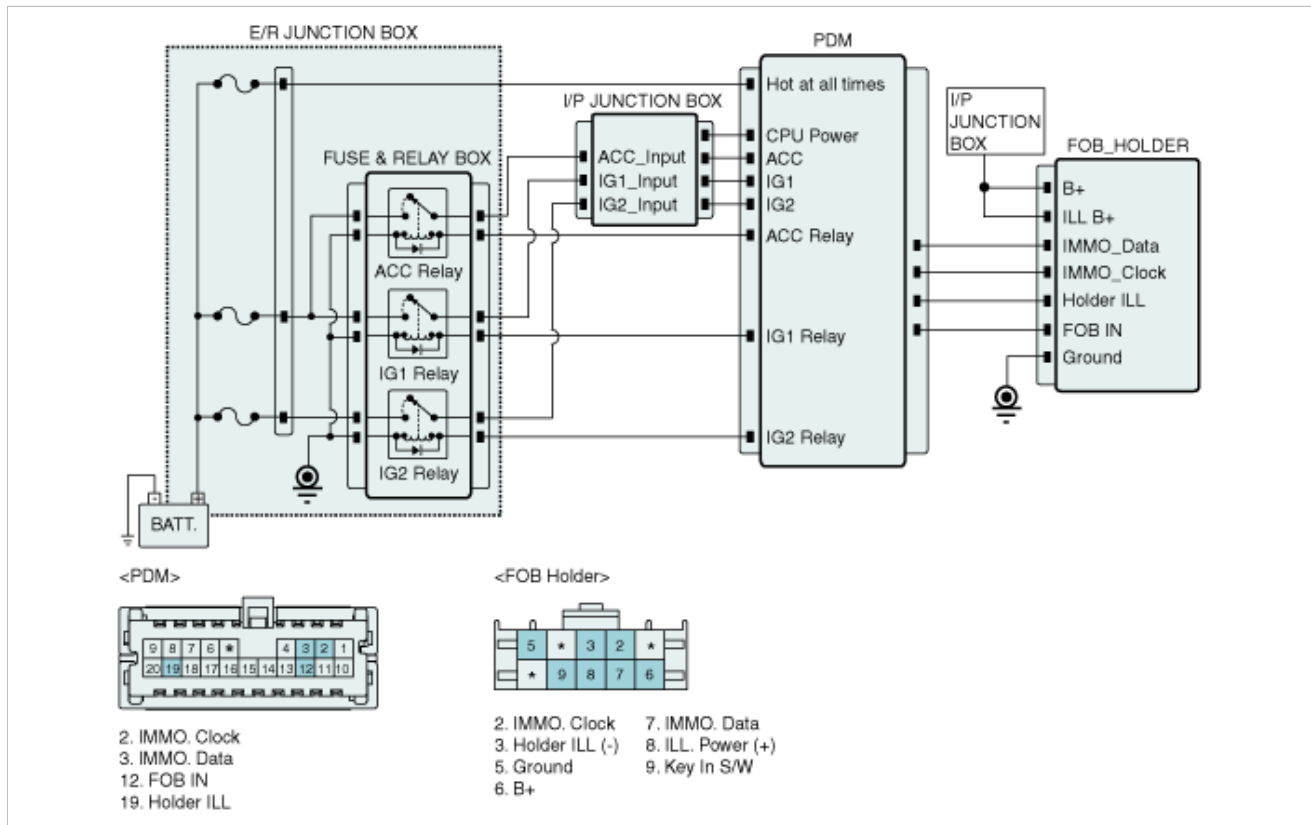 E/R JUNCTION BOX
PDM
Hot at all times
I/P JUNCTION BOX
I/P
JUNCTION
BOX
CPU Power
FUSE & RELAY BOX
ACC_Input
ACC
FOB_HOLDER
IG1_Input
IG1
B+
IG2_Input
IG2
ILL B+
ACC Relay
ACC Relay
IMMO_Data
IMMO_Clock
Holder ILL
IG1 Relay
FOB IN
IG1 Relay
Ground
IG2 Relay
IG2 Relay
- +
BATT.
<PDM>
9 8 7 6 * 4 3 2 1
20 19 18 17 16 15 14 13 12 11 10
2. IMMO. Clock
3. IMMO. Data
12. FOB IN
19. Holder ILL
<FOB Holder>
5 * 3 2 *
* 9 8 7 6
2. IMMO. Clock
3. Holder ILL (-)
5. Ground
6. B+
7. IMMO. Data
8. ILL. Power (+)
9. Key In S/W